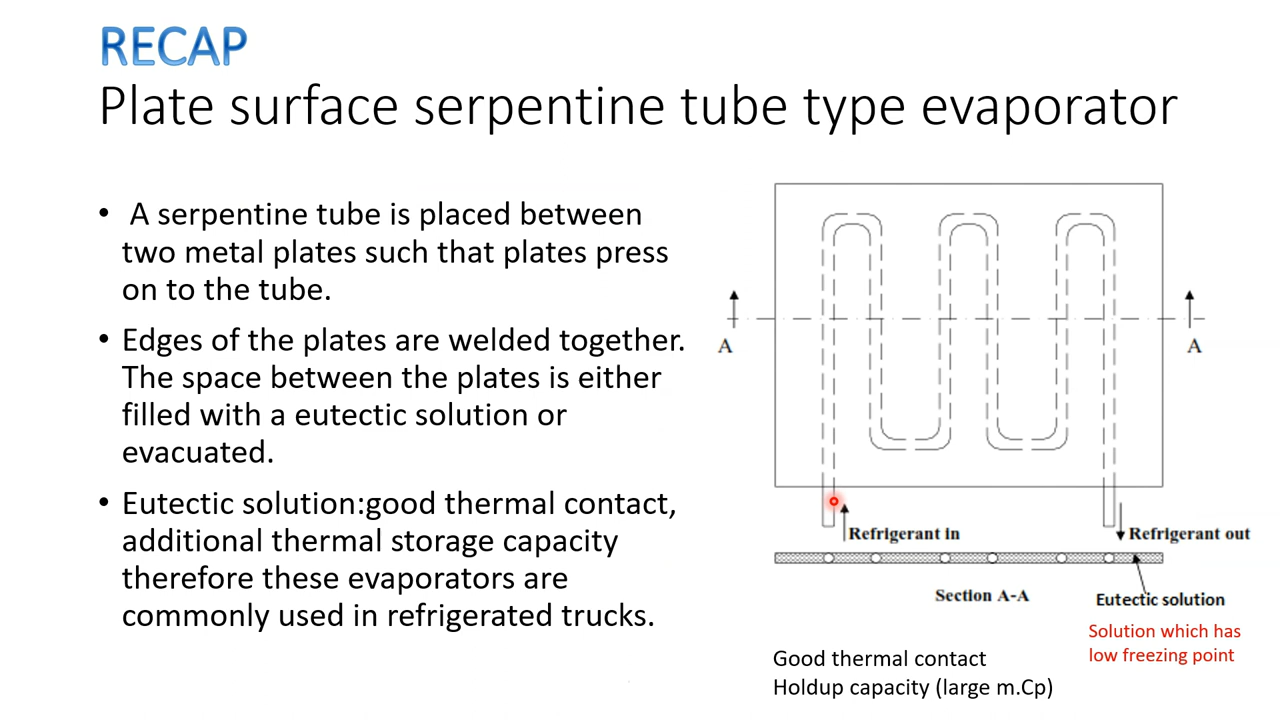 RECAP
Plate surface serpentine tube type evaporator
• A serpentine tube is placed between
two metal plates such that plates press
on to the tube.
• Edges of the plates are welded together.
The space between the plates is either
filled with a eutectic solution or
evacuated.
• Eutectic solution:good thermal contact,
additional thermal storage capacity
therefore these evaporators are
commonly used in refrigerated trucks.
A
A
Refrigerant in
Refrigerant out
Section A-A
Eutectic solution
Solution which has
low freezing point
Good thermal contact
Holdup capacity (large m.Cp)